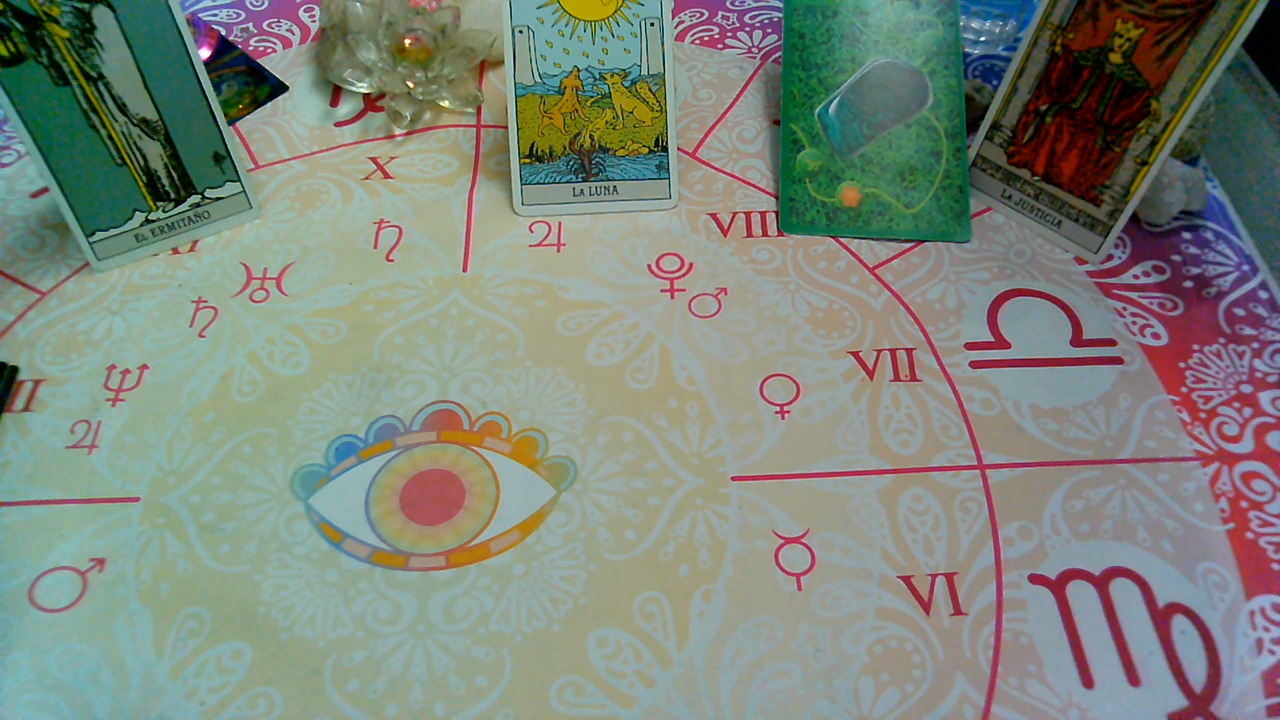 LA LUNA
EL ERMITAÑO
LA JUSTICIA
X
VIII
VII
VI